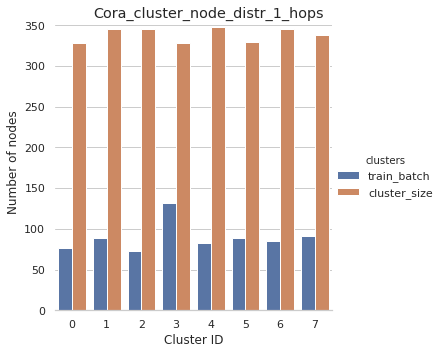 Cora_cluster_node_distr_1_hops
350
300
250
200
150
100
50
0
Number of nodes
0 1 2 3 4 5 6 7
Cluster ID
clusters
train_batch
cluster_size